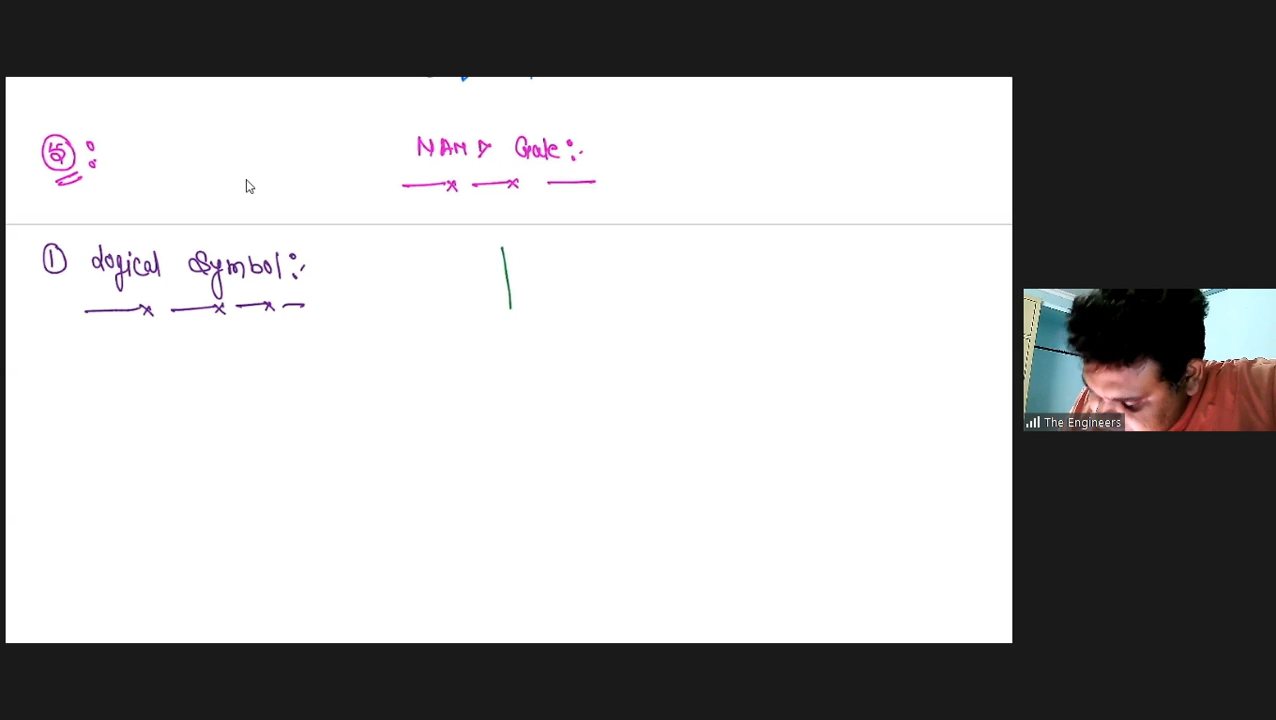 5: NAND Gate:-
1 Logical Symbol:-
The Engineers